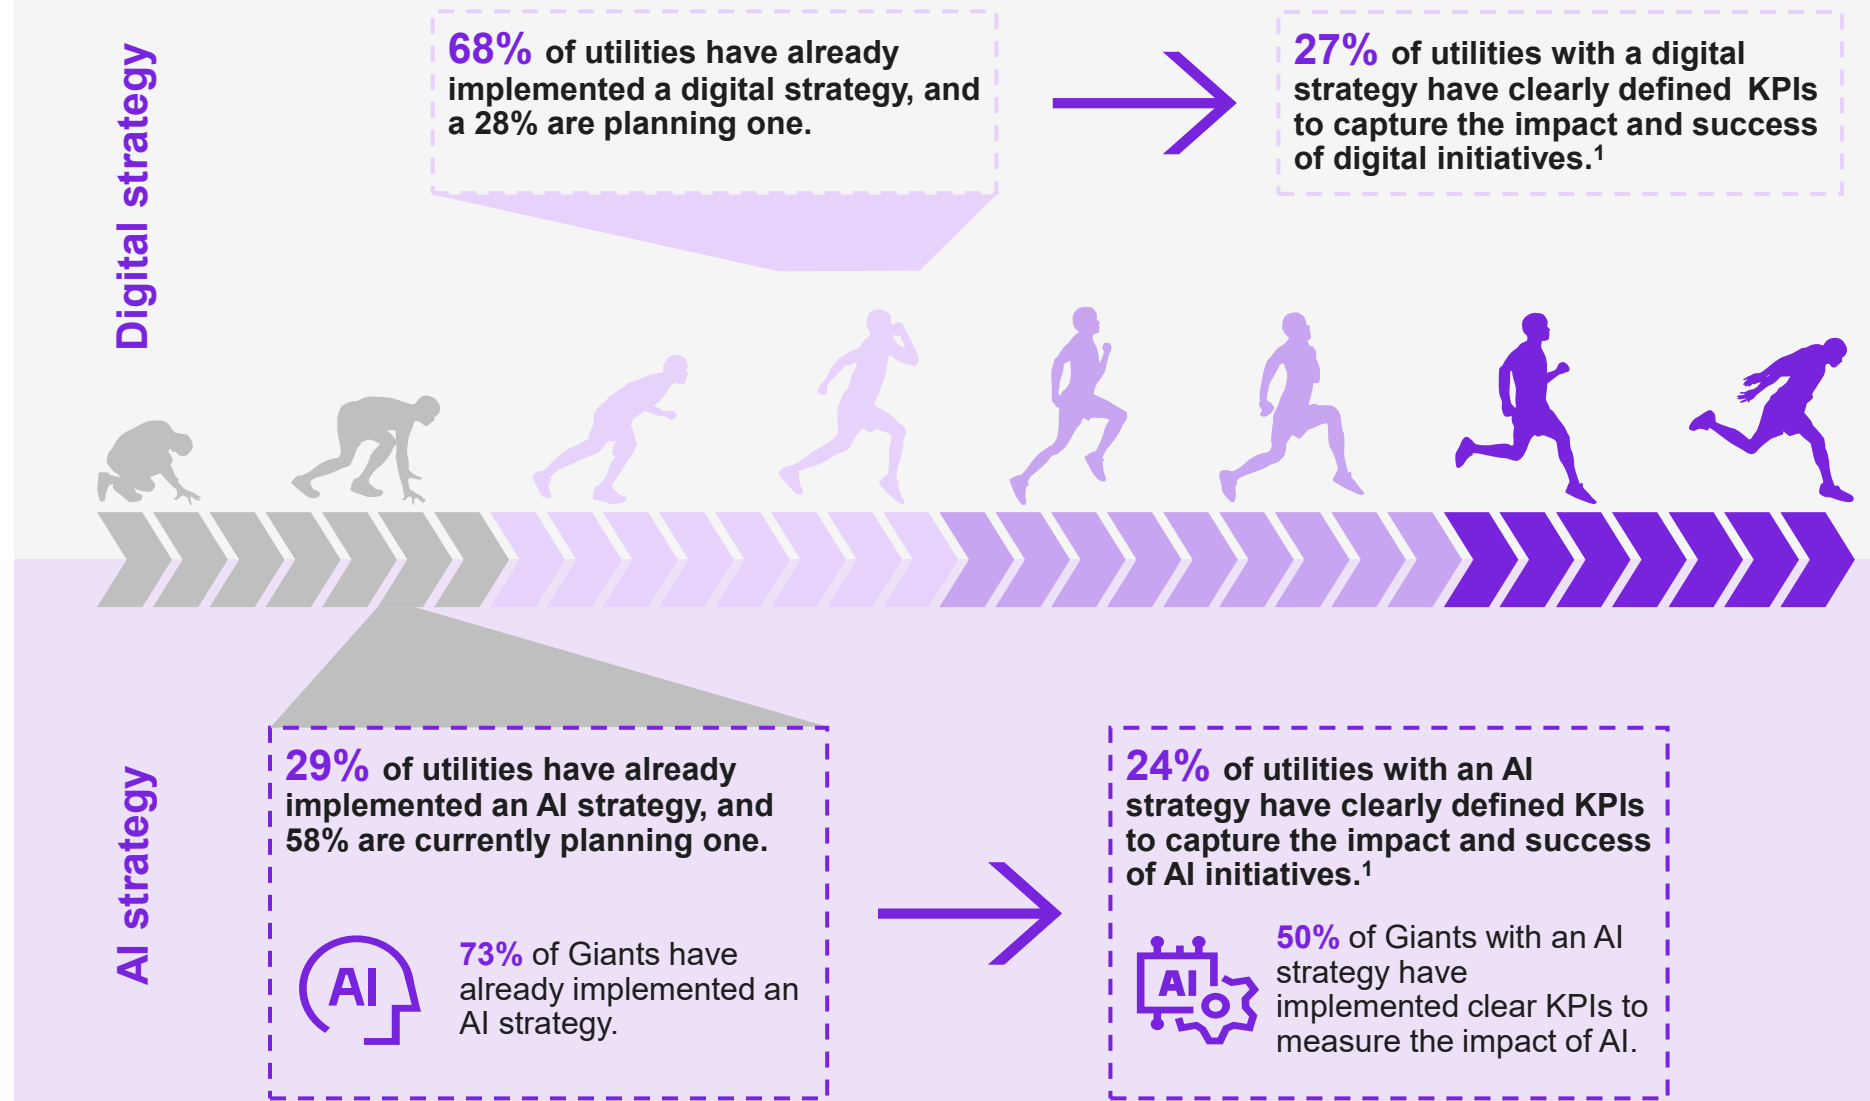 Digital strategy
68% of utilities have already
implemented a digital strategy, and
a 28% are planning one.
27% of utilities with a digital
strategy have clearly defined KPIs
to capture the impact and success
of digital initiatives.¹
AI strategy
29% of utilities have already
implemented an AI strategy, and
58% are currently planning one.
AI
73% of Giants have
already implemented an
AI strategy.
24% of utilities with an AI
strategy have clearly defined KPIs
to capture the impact and success
of AI initiatives.¹
AI
50% of Giants with an AI
strategy have
implemented clear KPIs to
measure the impact of AI.